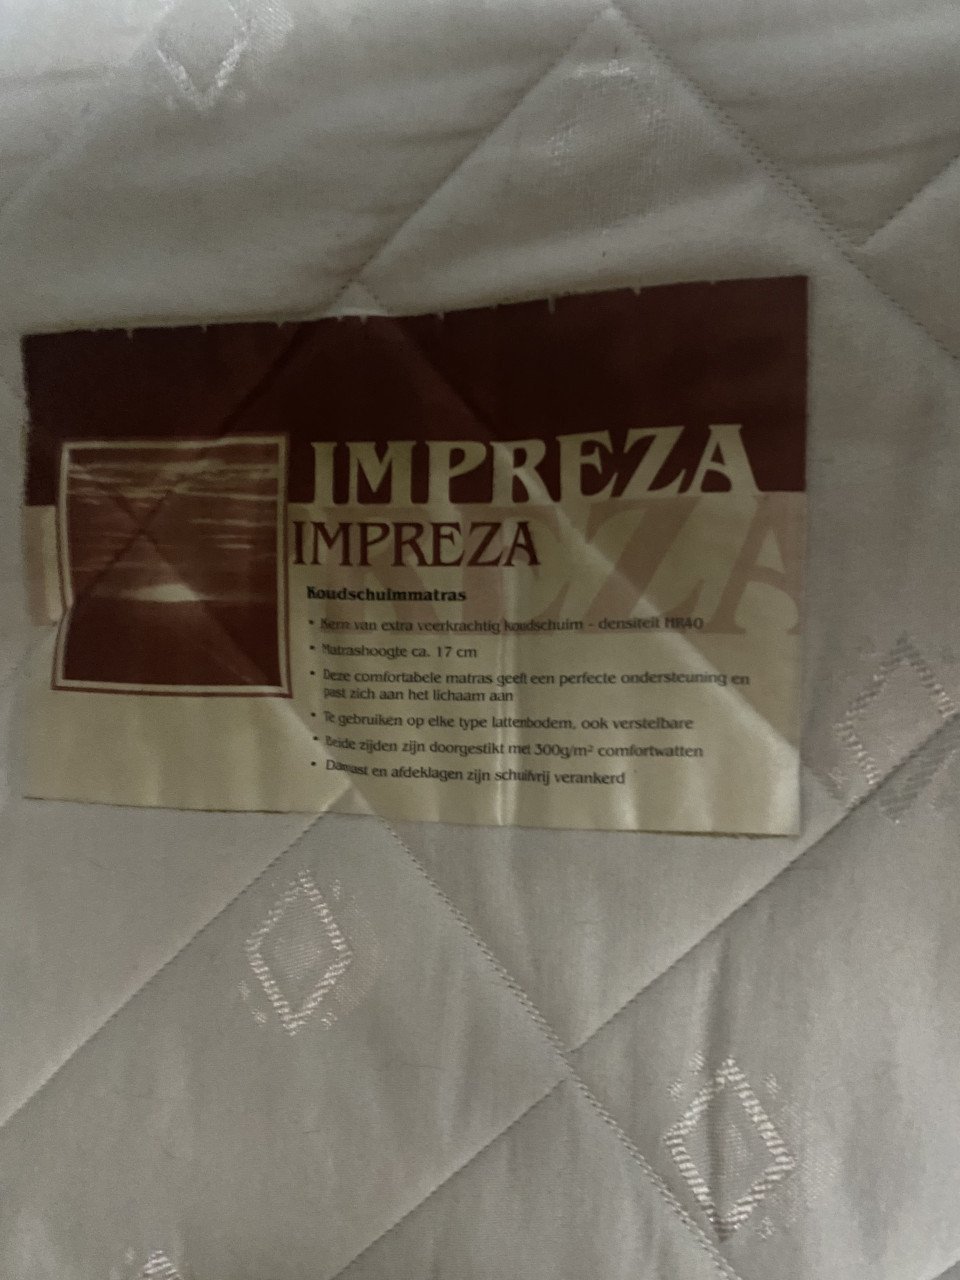 IMPREZA
IMPREZA
Koudschuimmatras
• Kern van extra veerkrachtig koudschuim - densiteit HR40
• Matrashoogte ca. 17 cm
• Deze comfortabele matras geeft een perfecte ondersteuning en
past zich aan het lichaam aan
• Te gebruiken op elke type lattenbodem, ook verstelbare
• Beide zijden zijn doorgestikt met 300g/m² comfortwatten
• Damast en afdeklagen zijn schuifvrij verankerd